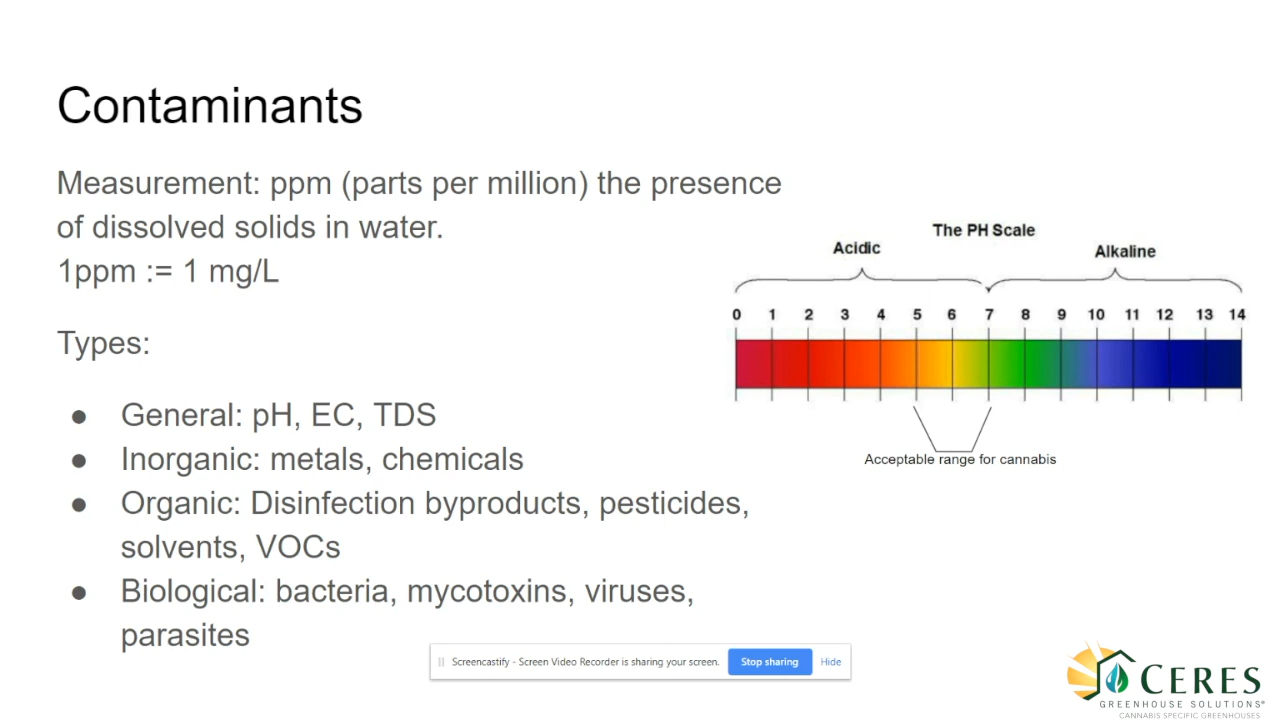 Contaminants
Measurement: ppm (parts per million) the presence
of dissolved solids in water.
1ppm := 1 mg/L
Types:
● General: pH, EC, TDS
● Inorganic: metals, chemicals
● Organic: Disinfection byproducts, pesticides,
solvents, VOCs
● Biological: bacteria, mycotoxins, viruses,
parasites
The PH Scale
Acidic
Alkaline
0 1 2 3 4 5 6 7 8 9 10 11 12 13 14
Acceptable range for cannabis
Screencastify - Screen Video Recorder is sharing your screen. Stop sharing Hide
CERES
GREENHOUSE SOLUTIONS®
CANNABIS SPECIFIC GREENHOUSES